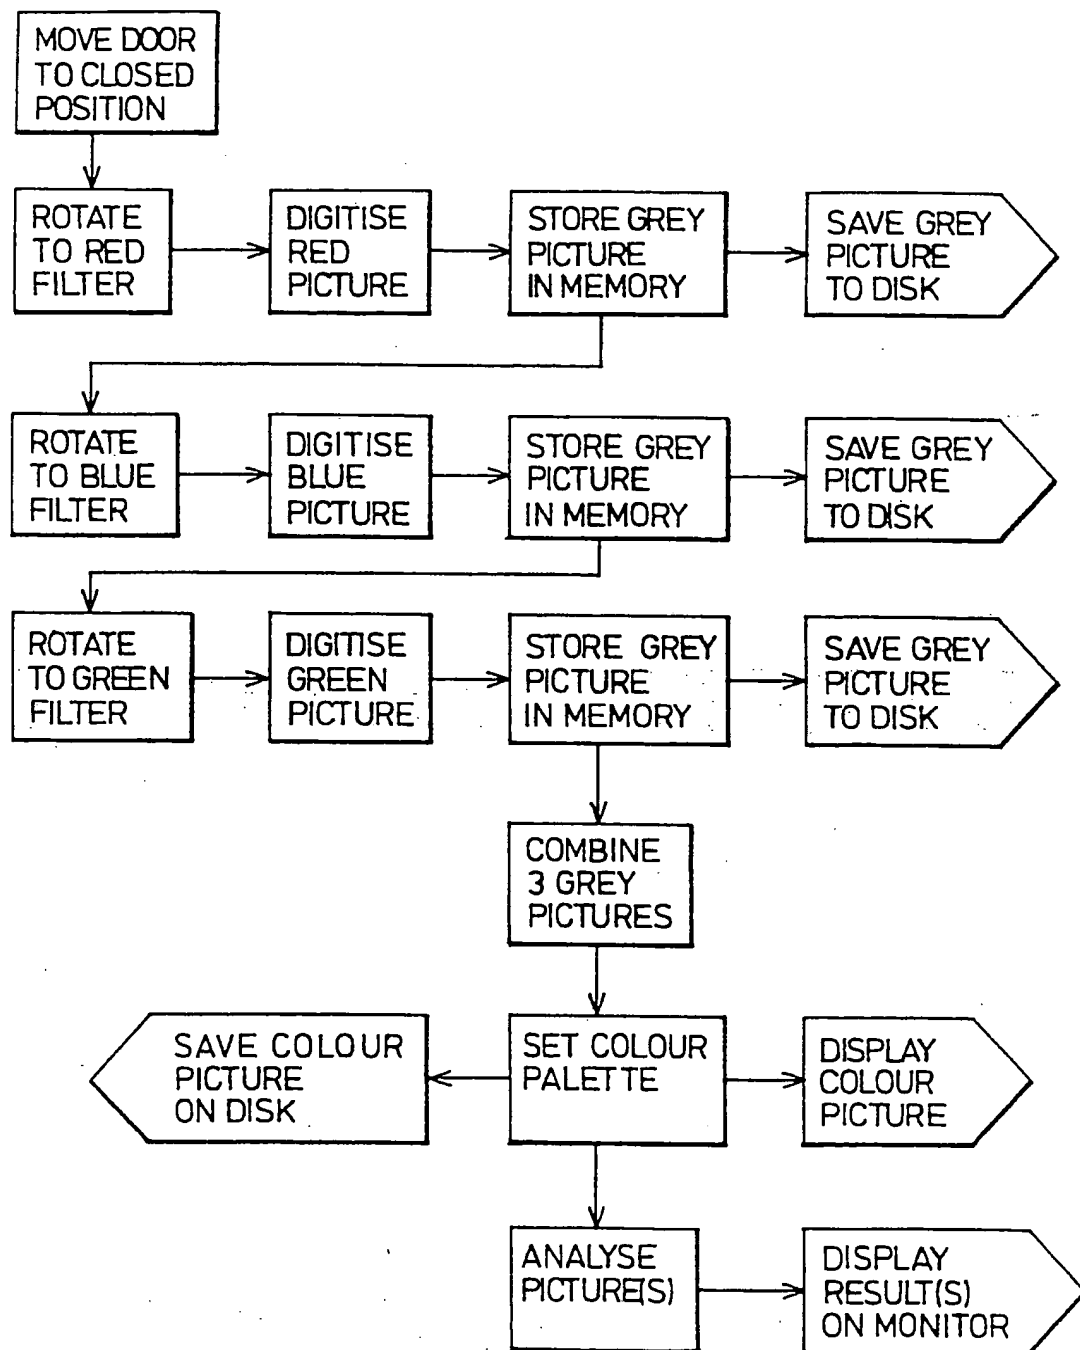 MOVE DOOR
TO CLOSED
POSITION
ROTATE
TO RED
FILTER
DIGITISE
RED
PICTURE
STORE GREY
PICTURE
IN MEMORY
SAVE GREY
PICTURE
TO DISK
ROTATE
TO BLUE
FILTER
DIGITISE
BLUE
PICTURE
STORE GREY
PICTURE
IN MEMORY
SAVE GREY
PICTURE
TO DISK
ROTATE
TO GREEN
FILTER
DIGITISE
GREEN
PICTURE
STORE GREY
PICTURE
IN MEMORY
SAVE GREY
PICTURE
TO DISK
COMBINE
3 GREY
PICTURES
SAVE COLOUR
PICTURE
ON DISK
SET COLOUR
PALETTE
DISPLAY
COLOUR
PICTURE
ANALYSE
PICTURE(S)
DISPLAY
RESULT(S)
ON MONITOR